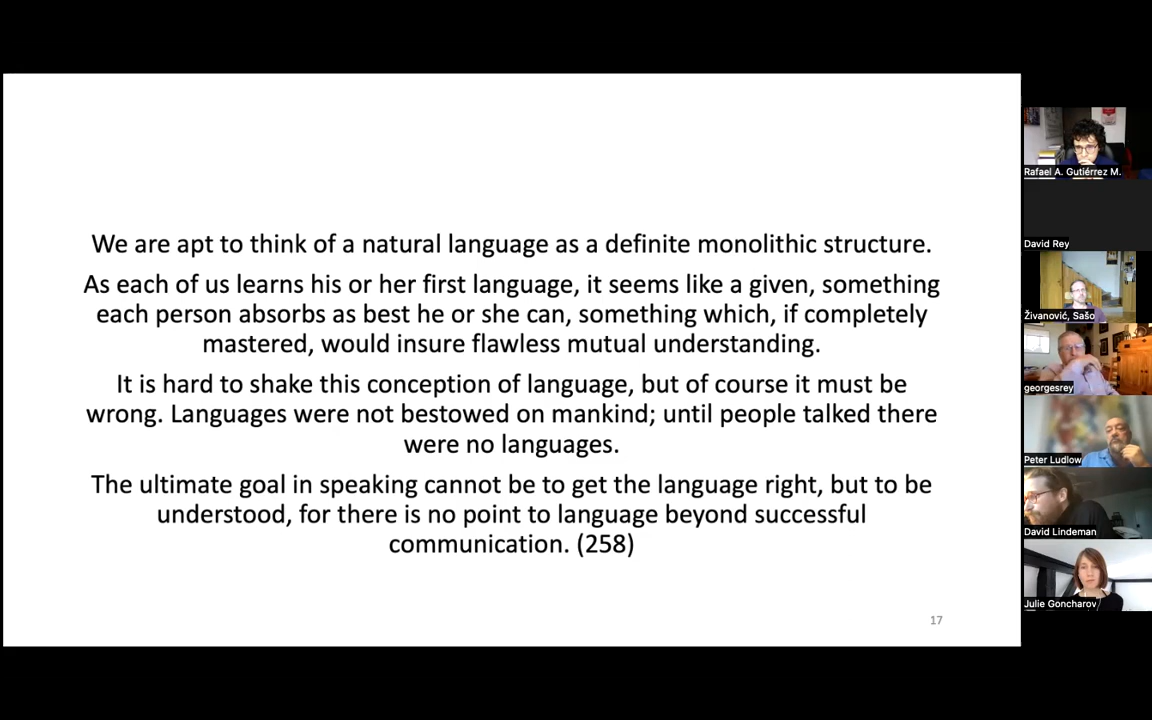 We are apt to think of a natural language as a definite monolithic structure.
As each of us learns his or her first language, it seems like a given, something
each person absorbs as best he or she can, something which, if completely
mastered, would insure flawless mutual understanding.
It is hard to shake this conception of language, but of course it must be
wrong. Languages were not bestowed on mankind; until people talked there
were no languages.
The ultimate goal in speaking cannot be to get the language right, but to be
understood, for there is no point to language beyond successful
communication. (258)
17
Rafael A. Gutiérrez M.
David Rey
Živanović, Sašo
georgesrey
Peter Ludlow
David Lindeman
Julie Goncharov